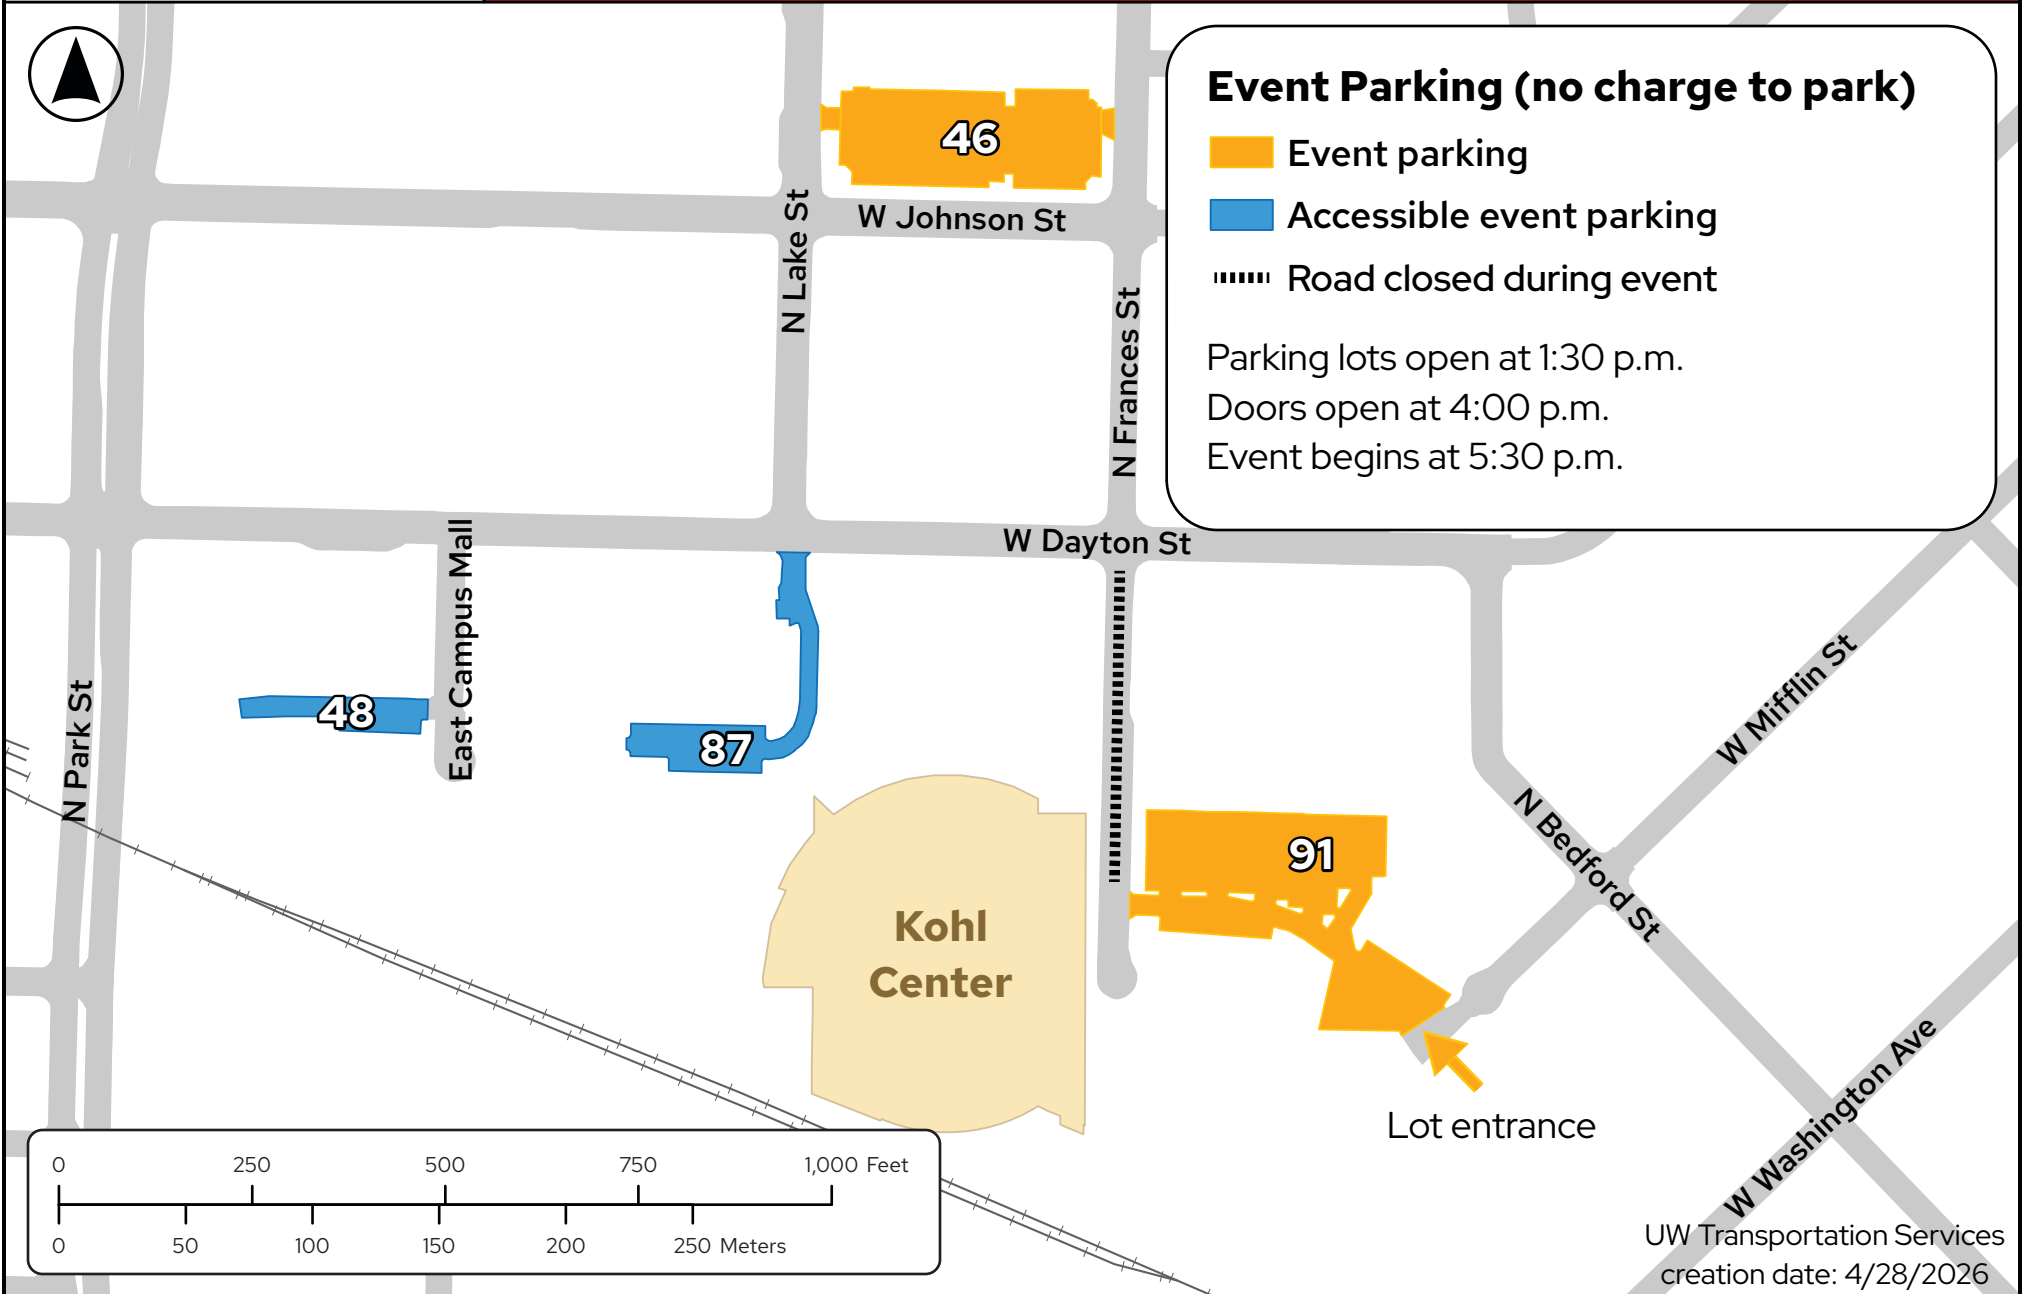 Event Parking (no charge to park)
Event parking
Accessible event parking
Road closed during event
Parking lots open at 1:30 p.m.
Doors open at 4:00 p.m.
Event begins at 5:30 p.m.
46
W Johnson St
N Lake St
N Frances St
W Dayton St
East Campus Mall
N Park St
48
87
91
W Mifflin St
N Bedford St
Kohl
Center
W Washington Ave
Lot entrance
0 250 500 750 1,000 Feet
0 50 100 150 200 250 Meters
UW Transportation Services
creation date: 4/28/2026